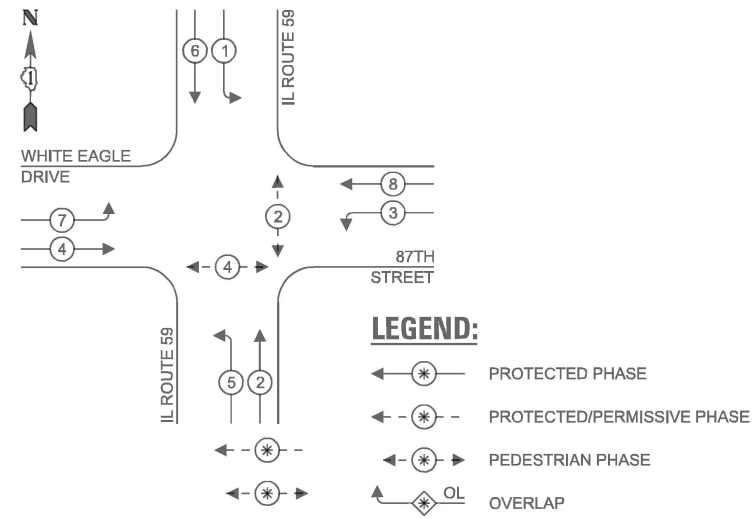 N
6
1
IL ROUTE 59
WHITE EAGLE
DRIVE
8
7
2
3
4
4
87TH
STREET
IL ROUTE 59
5
2
LEGEND:
* PROTECTED PHASE
* PROTECTED/PERMISSIVE PHASE
*
* PEDESTRIAN PHASE
*
* OL OVERLAP